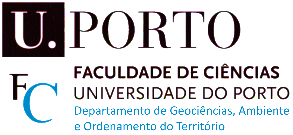 U. PORTO
FC FACULDADE DE CIÊNCIAS
UNIVERSIDADE DO PORTO
Departamento de Geociências, Ambiente
e Ordenamento do Território